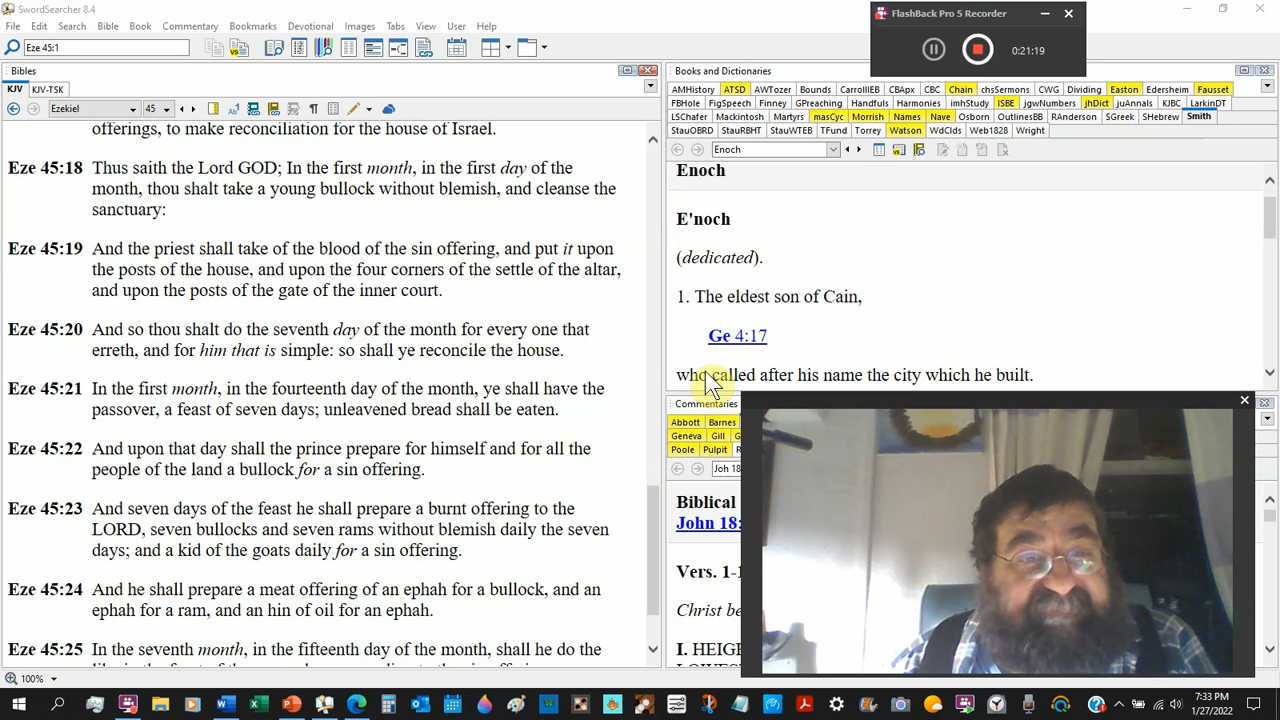 SwordSearcher 8.4
File Edit Search Bible Book Commentary Bookmarks Devotional Images Tabs View User Help
Eze 45:1
Bibles
KJV KJV-TSK
Ezekiel 45
offerings, to make reconciliation for the house of Israel.
Eze 45:18 Thus saith the Lord GOD; In the first month, in the first day of the
month, thou shalt take a young bullock without blemish, and cleanse the
sanctuary:
Eze 45:19 And the priest shall take of the blood of the sin offering, and put it upon
the posts of the house, and upon the four corners of the settle of the altar,
and upon the posts of the gate of the inner court.
Eze 45:20 And so thou shalt do the seventh day of the month for every one that
erreth, and for him that is simple: so shall ye reconcile the house.
Eze 45:21 In the first month, in the fourteenth day of the month, ye shall have the
passover, a feast of seven days; unleavened bread shall be eaten.
Eze 45:22 And upon that day shall the prince prepare for himself and for all the
people of the land a bullock for a sin offering.
Eze 45:23 And seven days of the feast he shall prepare a burnt offering to the
LORD, seven bullocks and seven rams without blemish daily the seven
days; and a kid of the goats daily for a sin offering.
Eze 45:24 And he shall prepare a meat offering of an ephah for a bullock, and an
ephah for a ram, and an hin of oil for an ephah.
Eze 45:25 In the seventh month, in the fifteenth day of the month, shall he do the
100%
FlashBack Pro 5 Recorder
00:21:19
Books and Dictionaries
AMHistory ATSD AWTozer Bounds CarrollIEB CBApx CBC Chain chsSermons CWG Dividing Easton Edersheim Fausset
FBHole FigSpeech Finney GPreaching Handfuls Harmonies imhStudy ISBE jgwNumbers jhDict juAnnals KJBC LarkinDT
LSChafer Mackintosh Martyrs masCyc Morrish Names Nave Osborn OutlinesBB RAnderson SGreek SHebrew Smith
StauOBRD StauRBHT StauWTEB TFund Torrey Watson WdClds Web1828 Wright
Enoch
Enoch
E'noch
(dedicated).
1. The eldest son of Cain,
Ge 4:17
who called after his name the city which he built.
Commentaries
Abbott Barnes
Geneva Gill
Poole Pulpit
Joh 18
Biblical
John 18:
Vers. 1-1
Christ be
I. HEIGH
LOWEST
7:33 PM
1/27/2022